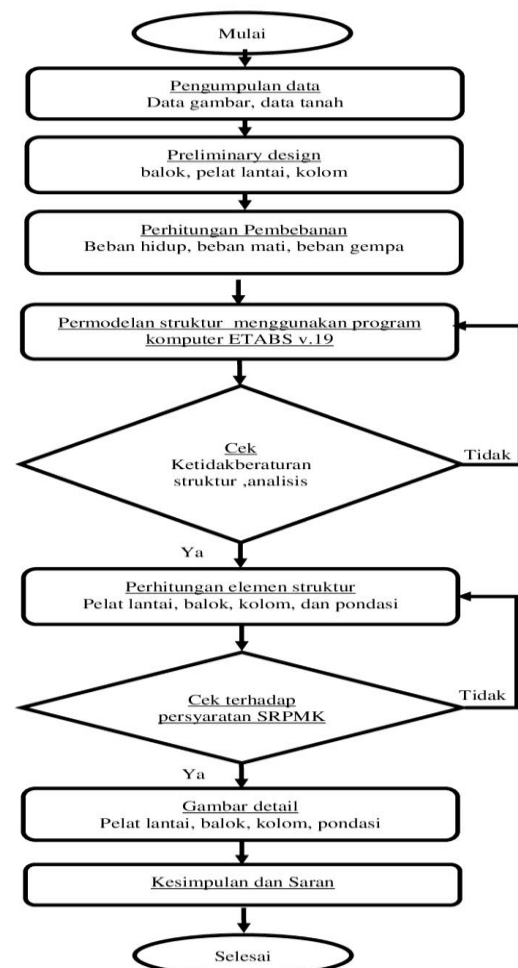 Mulai
Pengumpulan data
Data gambar, data tanah
Preliminary design
balok, pelat lantai, kolom
Perhitungan Pembebanan
Beban hidup, beban mati, beban gempa
Permodelan struktur menggunakan program
komputer ETABS v.19
Cek
Ketidakberaturan
struktur ,analisis
Tidak
Ya
Perhitungan elemen struktur
Pelat lantai, balok, kolom, dan pondasi
Cek terhadap
persyaratan SRPMK
Tidak
Ya
Gambar detail
Pelat lantai, balok, kolom, pondasi
Kesimpulan dan Saran
Selesai